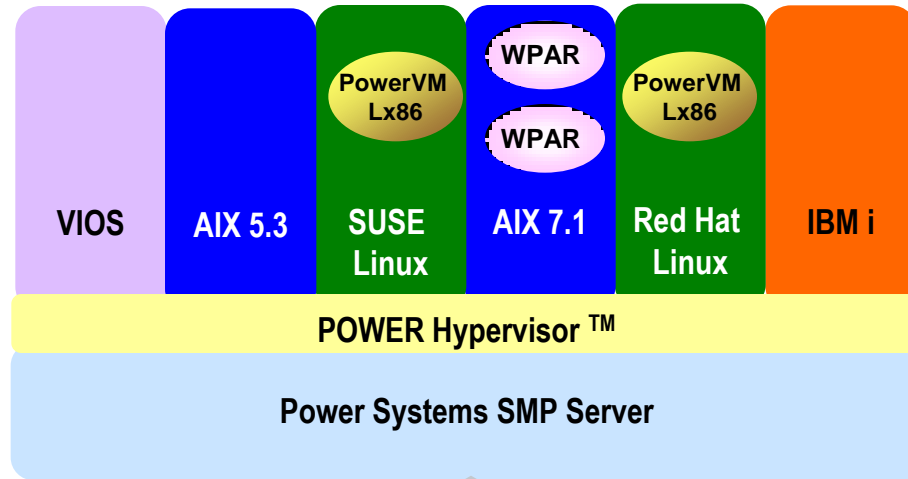 PowerVM
Lx86
WPAR
WPAR
PowerVM
Lx86
VIOS
AIX 5.3
SUSE
Linux
AIX 7.1
Red Hat
Linux
IBM i
POWER Hypervisor TM
Power Systems SMP Server